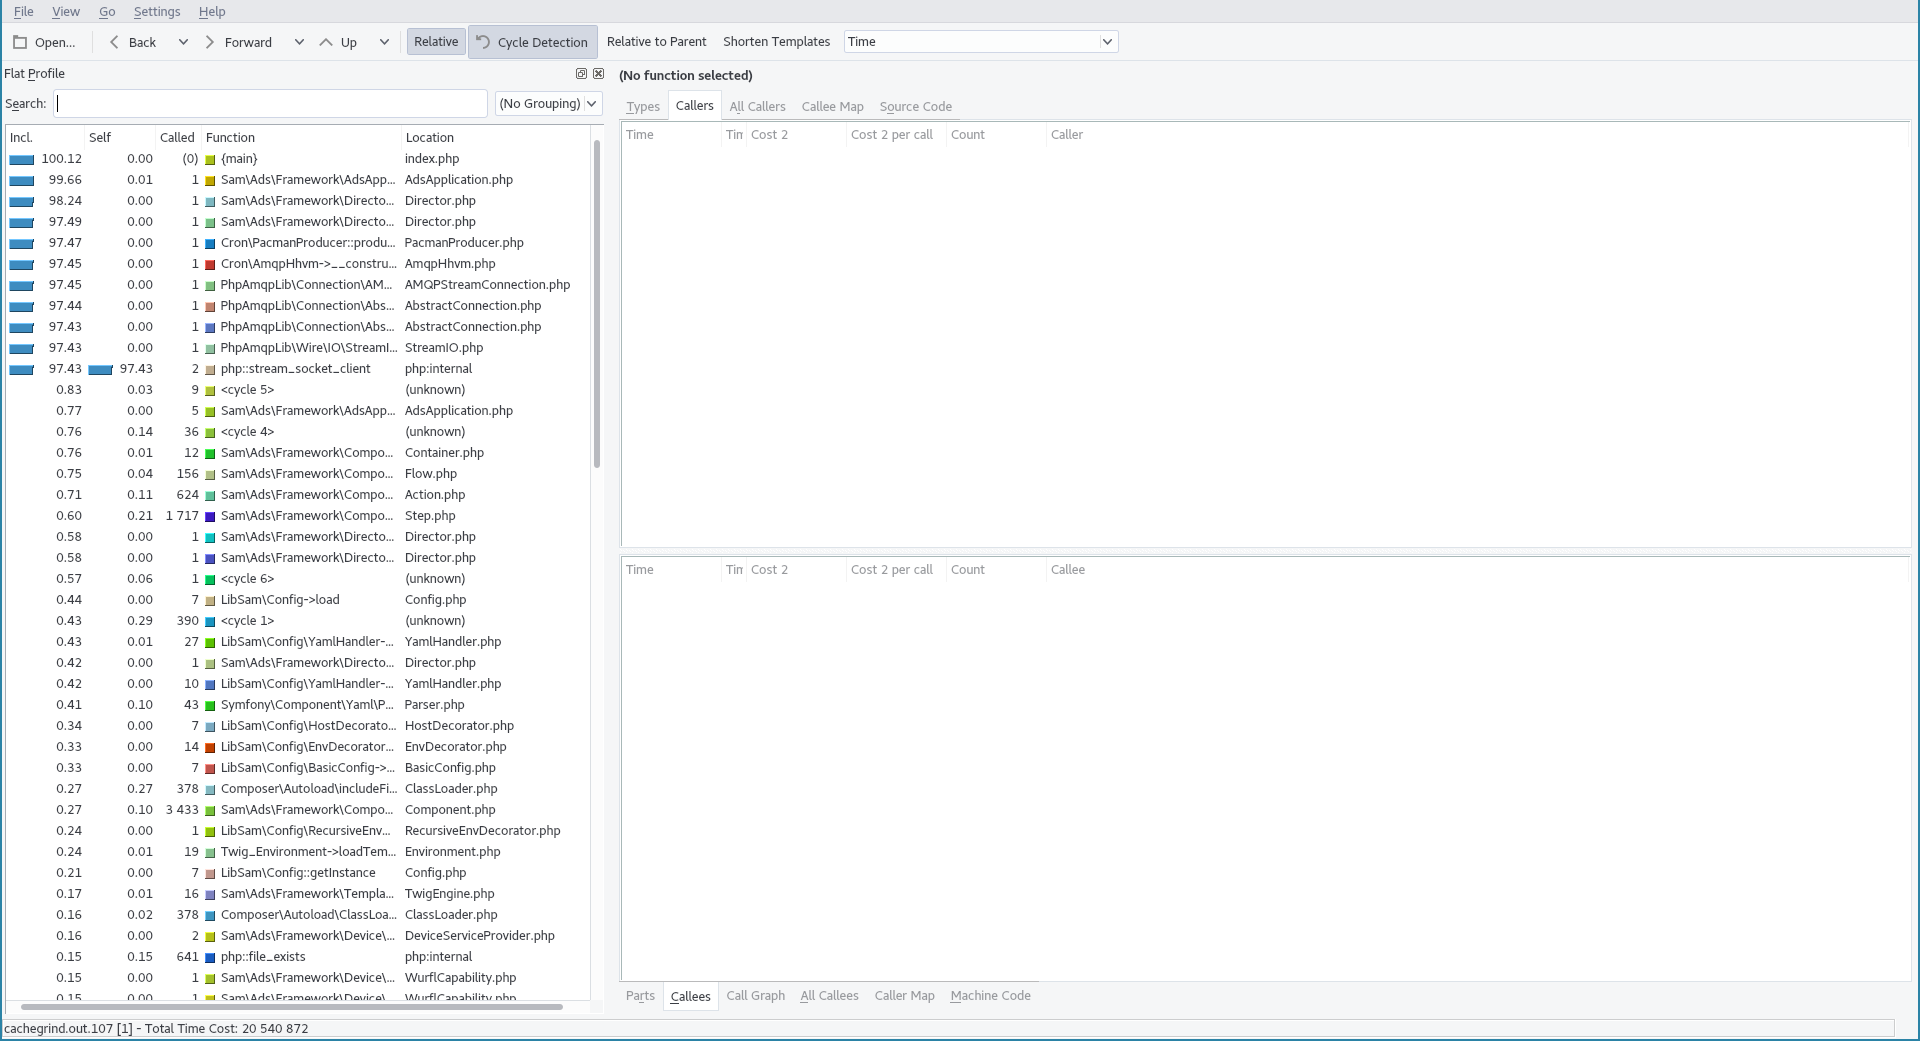 File View Go Settings Help
Open... Back Forward Up Relative Cycle Detection Relative to Parent Shorten Templates Time
Flat Profile
Search: (No Grouping)
Incl. Self Called Function Location
100.12 0.00 (0) {main} index.php
99.66 0.01 1 Sam\Ads\Framework\AdsApp... AdsApplication.php
98.24 0.00 1 Sam\Ads\Framework\Directo... Director.php
97.49 0.00 1 Sam\Ads\Framework\Directo... Director.php
97.47 0.00 1 Cron\PacmanProducer::produ... PacmanProducer.php
97.45 0.00 1 Cron\AmqpHhvm->__constru... AmqpHhvm.php
97.45 0.00 1 PhpAmqpLib\Connection\AM... AMQPStreamConnection.php
97.44 0.00 1 PhpAmqpLib\Connection\Abs... AbstractConnection.php
97.43 0.00 1 PhpAmqpLib\Connection\Abs... AbstractConnection.php
97.43 0.00 1 PhpAmqpLib\Wire\IO\StreamI... StreamIO.php
97.43 97.43 2 php::stream_socket_client php:internal
0.83 0.03 9 <cycle 5> (unknown)
0.77 0.00 5 Sam\Ads\Framework\AdsApp... AdsApplication.php
0.76 0.14 36 <cycle 4> (unknown)
0.76 0.01 12 Sam\Ads\Framework\Compo... Container.php
0.75 0.04 156 Sam\Ads\Framework\Compo... Flow.php
0.71 0.11 624 Sam\Ads\Framework\Compo... Action.php
0.60 0.21 1 717 Sam\Ads\Framework\Compo... Step.php
0.58 0.00 1 Sam\Ads\Framework\Directo... Director.php
0.58 0.00 1 Sam\Ads\Framework\Directo... Director.php
0.57 0.06 1 <cycle 6> (unknown)
0.44 0.00 7 LibSam\Config->load Config.php
0.43 0.29 390 <cycle 1> (unknown)
0.43 0.01 27 LibSam\Config\YamlHandler-... YamlHandler.php
0.42 0.00 1 Sam\Ads\Framework\Directo... Director.php
0.42 0.00 10 LibSam\Config\YamlHandler-... YamlHandler.php
0.41 0.10 43 Symfony\Component\Yaml\P... Parser.php
0.34 0.00 7 LibSam\Config\HostDecorato... HostDecorator.php
0.33 0.00 14 LibSam\Config\EnvDecorator... EnvDecorator.php
0.33 0.00 7 LibSam\Config\BasicConfig->... BasicConfig.php
0.27 0.27 378 Composer\Autoload\includeFi... ClassLoader.php
0.27 0.10 3 433 Sam\Ads\Framework\Compo... Component.php
0.24 0.00 1 LibSam\Config\RecursiveEnv... RecursiveEnvDecorator.php
0.24 0.01 19 Twig_Environment->loadTem... Environment.php
0.21 0.00 7 LibSam\Config::getInstance Config.php
0.17 0.01 16 Sam\Ads\Framework\Templa... TwigEngine.php
0.16 0.02 378 Composer\Autoload\ClassLoa... ClassLoader.php
0.16 0.00 2 Sam\Ads\Framework\Device\... DeviceServiceProvider.php
0.15 0.15 641 php::file_exists php:internal
0.15 0.00 1 Sam\Ads\Framework\Device\... WurflCapability.php
0.15 0.00 1 Sam\Ads\Framework\Device\... WurflCapability.php
(No function selected)
Types Callers All Callers Callee Map Source Code
Time Tim Cost 2 Cost 2 per call Count Caller
Time Tim Cost 2 Cost 2 per call Count Callee
Parts Callees Call Graph All Callees Caller Map Machine Code
cachegrind.out.107 [1] - Total Time Cost: 20 540 872